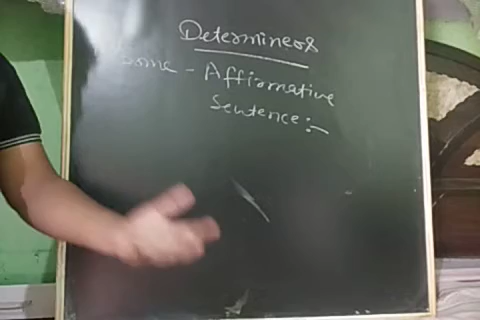 Determiners
Some - Affirmative
Sentence:-